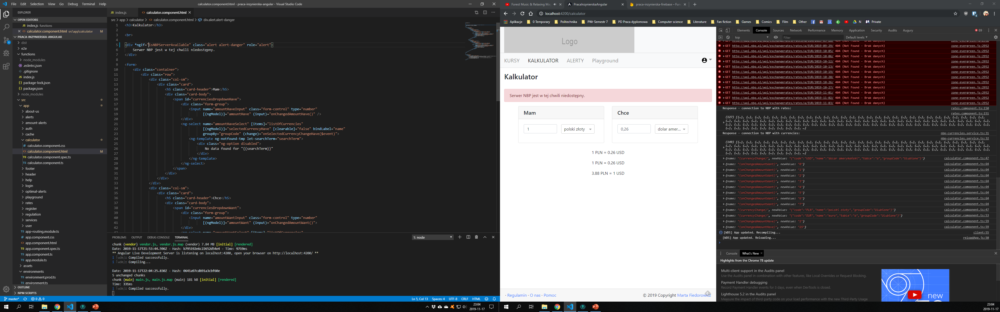 File Edit Selection View Go Debug Terminal Help
calculator.component.html - praca-inzynierska-angular - Visual Studio Code
EXPLORER
OPEN EDITORS
index.js functions
calculator.component.html src\app\calculator M
PRACA-INZYNIERSKA-ANGULAR
dist
e2e
functions
node_modules
.eslintrc.json
.gitignore
index.js
package-lock.json
package.json
node_modules
src
app
about-us
alerts
amount-alerts
auth
cache
calculator
calculator.component.css
calculator.component.html M
calculator.component.spec.ts
calculator.component.ts
footer
header
help
login
optimal-alerts
playground
rates
register
regulation
services
user
app-routing.module.ts
app.component.css
app.component.html
app.component.spec.ts
app.component.ts
app.module.ts
assets
environments
environment.prod.ts
environment.ts
OUTLINE
NPM SCRIPTS
index.js
calculator.component.html
src > app > calculator > calculator.component.html > div.alert.alert-danger
1 <h3>Kalkulator</h3>
2
3 <br>
4
5 <div *ngIf="isNBPServerAvailable" class="alert alert-danger" role="alert">
6 Serwer NBP jest w tej chwili niedostępny.
7 </div>
8
9 <form>
10 <div class="container">
11 <div class="row">
12 <div class="col-sm">
13 <div class="card">
14 <h5 class="card-header">Mam</h5>
15 <div class="card-body">
16 <span id="currenciesDropdownHave">
17 <div class="form-group">
18 <input name="amountHaveInput" class="form-control" type="number"
19 [(ngModel)]="amountHave" (input)="onChangedAmountHave()" />
20 </div>
21 <ng-select name="amountHaveSelect" [items]="listOfCurrencies"
22 [(ngModel)]="selectedCurrencyHave" [clearable]="false" bindLabel="name"
23 groupBy="groupCode" (change)="onSelectedCurrencyChangeHave($event)">
24 <ng-template ng-notfound-tmp let-searchTerm="searchTerm">
25 <div class="ng-option disabled">
26 No data found for "{{searchTerm}}"
27 </div>
28 </ng-template>
29 </ng-select>
30 </span>
31 </div>
32 </div>
33 </div>
34 <div class="col-sm">
35 <div class="card">
36 <h5 class="card-header">Chce</h5>
37 <div class="card-body">
38 <span id="currenciesDropdownWant">
39 <div class="form-group">
40 <input name="amountWantInput" class="form-control" type="number"
41 [(ngModel)]="amountWant" (input)="onChangedAmountWant()">
42 </div>
PROBLEMS OUTPUT DEBUG CONSOLE TERMINAL
1: node
chunk {vendor} vendor.js, vendor.js.map (vendor) 7.84 MB [initial] [rendered]
Date: 2019-11-17T21:53:44.596Z - Hash: b795192e6c22652d54e4 - Time: 9719ms
** Angular Live Development Server is listening on localhost:4200, open your browser on http://localhost:4200/ **
i ｢wdm｣: Compiled successfully.
i ｢wdm｣: Compiling...
Date: 2019-11-17T22:04:25.830Z - Hash: 0641a97cd691a3cbf60e
5 unchanged chunks
chunk {main} main.js, main.js.map (main) 181 kB [initial] [rendered]
Time: 331ms
i ｢wdm｣: Compiled successfully.
master* 0 0
Ln 5, Col 13 Spaces: 4 UTF-8 CRLF HTML
23:04
2019-11-17
Forest Music & Relaxing Ma
PracaInzynierskaAngular
praca-inzynierska-firebase – Fun
localhost:4200/calculator
Aplikacje 0 Temporary Politechnika PWr Semestr 7 PD Praca dyplomowa Computer science Literature Fan fiction Games Comics Film Other N Private
Logo
KURSY KALKULATOR ALERTY Playground
Kalkulator
Serwer NBP jest w tej chwili niedostępny.
Mam
1 polski złoty
Chce
0,26 dolar amer...
1 PLN = 0.26 USD
1 PLN = 0.26 USD
3.88 PLN = 1 USD
· Regulamin · O nas · Pomoc
© 2019 Copyright Marta Fiedorowicz
Elements Console Sources Network Performance Memory Application Security Audits Augury 69
top Filter Default levels
GET http://api.nbp.pl/api/exchangerates/rates/a/EUR/2019-09-29/ 404 (Not Found - Brak danych) zone-evergreen.js:2952
GET http://api.nbp.pl/api/exchangerates/rates/a/EUR/2019-10-05/ 404 (Not Found - Brak danych) zone-evergreen.js:2952
GET http://api.nbp.pl/api/exchangerates/rates/a/EUR/2019-10-06/ 404 (Not Found - Brak danych) zone-evergreen.js:2952
GET http://api.nbp.pl/api/exchangerates/rates/a/EUR/2019-10-12/ 404 (Not Found - Brak danych) zone-evergreen.js:2952
GET http://api.nbp.pl/api/exchangerates/rates/a/EUR/2019-10-13/ 404 (Not Found - Brak danych) zone-evergreen.js:2952
GET http://api.nbp.pl/api/exchangerates/rates/a/EUR/2019-10-19/ 404 (Not Found - Brak danych) zone-evergreen.js:2952
GET http://api.nbp.pl/api/exchangerates/rates/a/EUR/2019-10-20/ 404 (Not Found - Brak danych) zone-evergreen.js:2952
GET http://api.nbp.pl/api/exchangerates/rates/a/EUR/2019-10-26/ 404 (Not Found - Brak danych) zone-evergreen.js:2952
GET http://api.nbp.pl/api/exchangerates/rates/a/EUR/2019-10-27/ 404 (Not Found - Brak danych) zone-evergreen.js:2952
GET http://api.nbp.pl/api/exchangerates/rates/a/EUR/2019-11-01/ 404 (Not Found - Brak danych) zone-evergreen.js:2952
GET http://api.nbp.pl/api/exchangerates/rates/a/EUR/2019-11-02/ 404 (Not Found - Brak danych) zone-evergreen.js:2952
GET http://api.nbp.pl/api/exchangerates/rates/a/EUR/2019-11-03/ 404 (Not Found - Brak danych) zone-evergreen.js:2952
Response - connection to NBP with rates: rates.component.ts:150
rates.component.ts:151
Response - connection to NBP with currencies: nbp-currencies.service.ts:31
nbp-currencies.service.ts:32
{name: "(currencyChange)", newValue: "{"code":"USD","name":"dolar amerykański","table":"a","groupCode":"Ulubione"}"} calculator.component.ts:47
{name: "(onChangedAmountWant)", newValue: "0"} calculator.component.ts:64
{name: "(onChangedAmountWant)", newValue: "1"} calculator.component.ts:64
{name: "(onChangedAmountWant)", newValue: "2"} calculator.component.ts:64
{name: "(onChangedAmountWant)", newValue: "3"} calculator.component.ts:64
{name: "(onChangedAmountWant)", newValue: "4"} calculator.component.ts:64
{name: "(onChangedAmountWant)", newValue: "5"} calculator.component.ts:64
{name: "(onChangedAmountWant)", newValue: "6"} calculator.component.ts:64
{name: "(onChangedAmountWant)", newValue: "7"} calculator.component.ts:64
{name: "(currencyChange)", newValue: "{"code":"PLN","name":"polski złoty","groupCode":"Ulubione"}"} calculator.component.ts:47
{name: "(currencyChange)", newValue: "{"code":"EUR","name":"euro","table":"a","groupCode":"Ulubione"}"} calculator.component.ts:53
{name: "(onChangedAmountHave)", newValue: "2"} calculator.component.ts:59
{name: "(onChangedAmountHave)", newValue: "25"} calculator.component.ts:59
2 [WDS] App updated. Recompiling... client:55
[WDS] App updated. Reloading... reloadApp.js:50
Console What's New
Highlights from the Chrome 78 update
Multi-client support in the Audits panel
Use the Audits panel in combination with other features, like Local Overrides or Request Blocking.
Payment Handler debugging
Record Payment Handler events for 3 days, even when DevTools is closed.
Lighthouse 5.2 in the Audits panel
Measure the impact of third-party code on your load performance with the new Third-Party Usage
new
23:04
2019-11-17